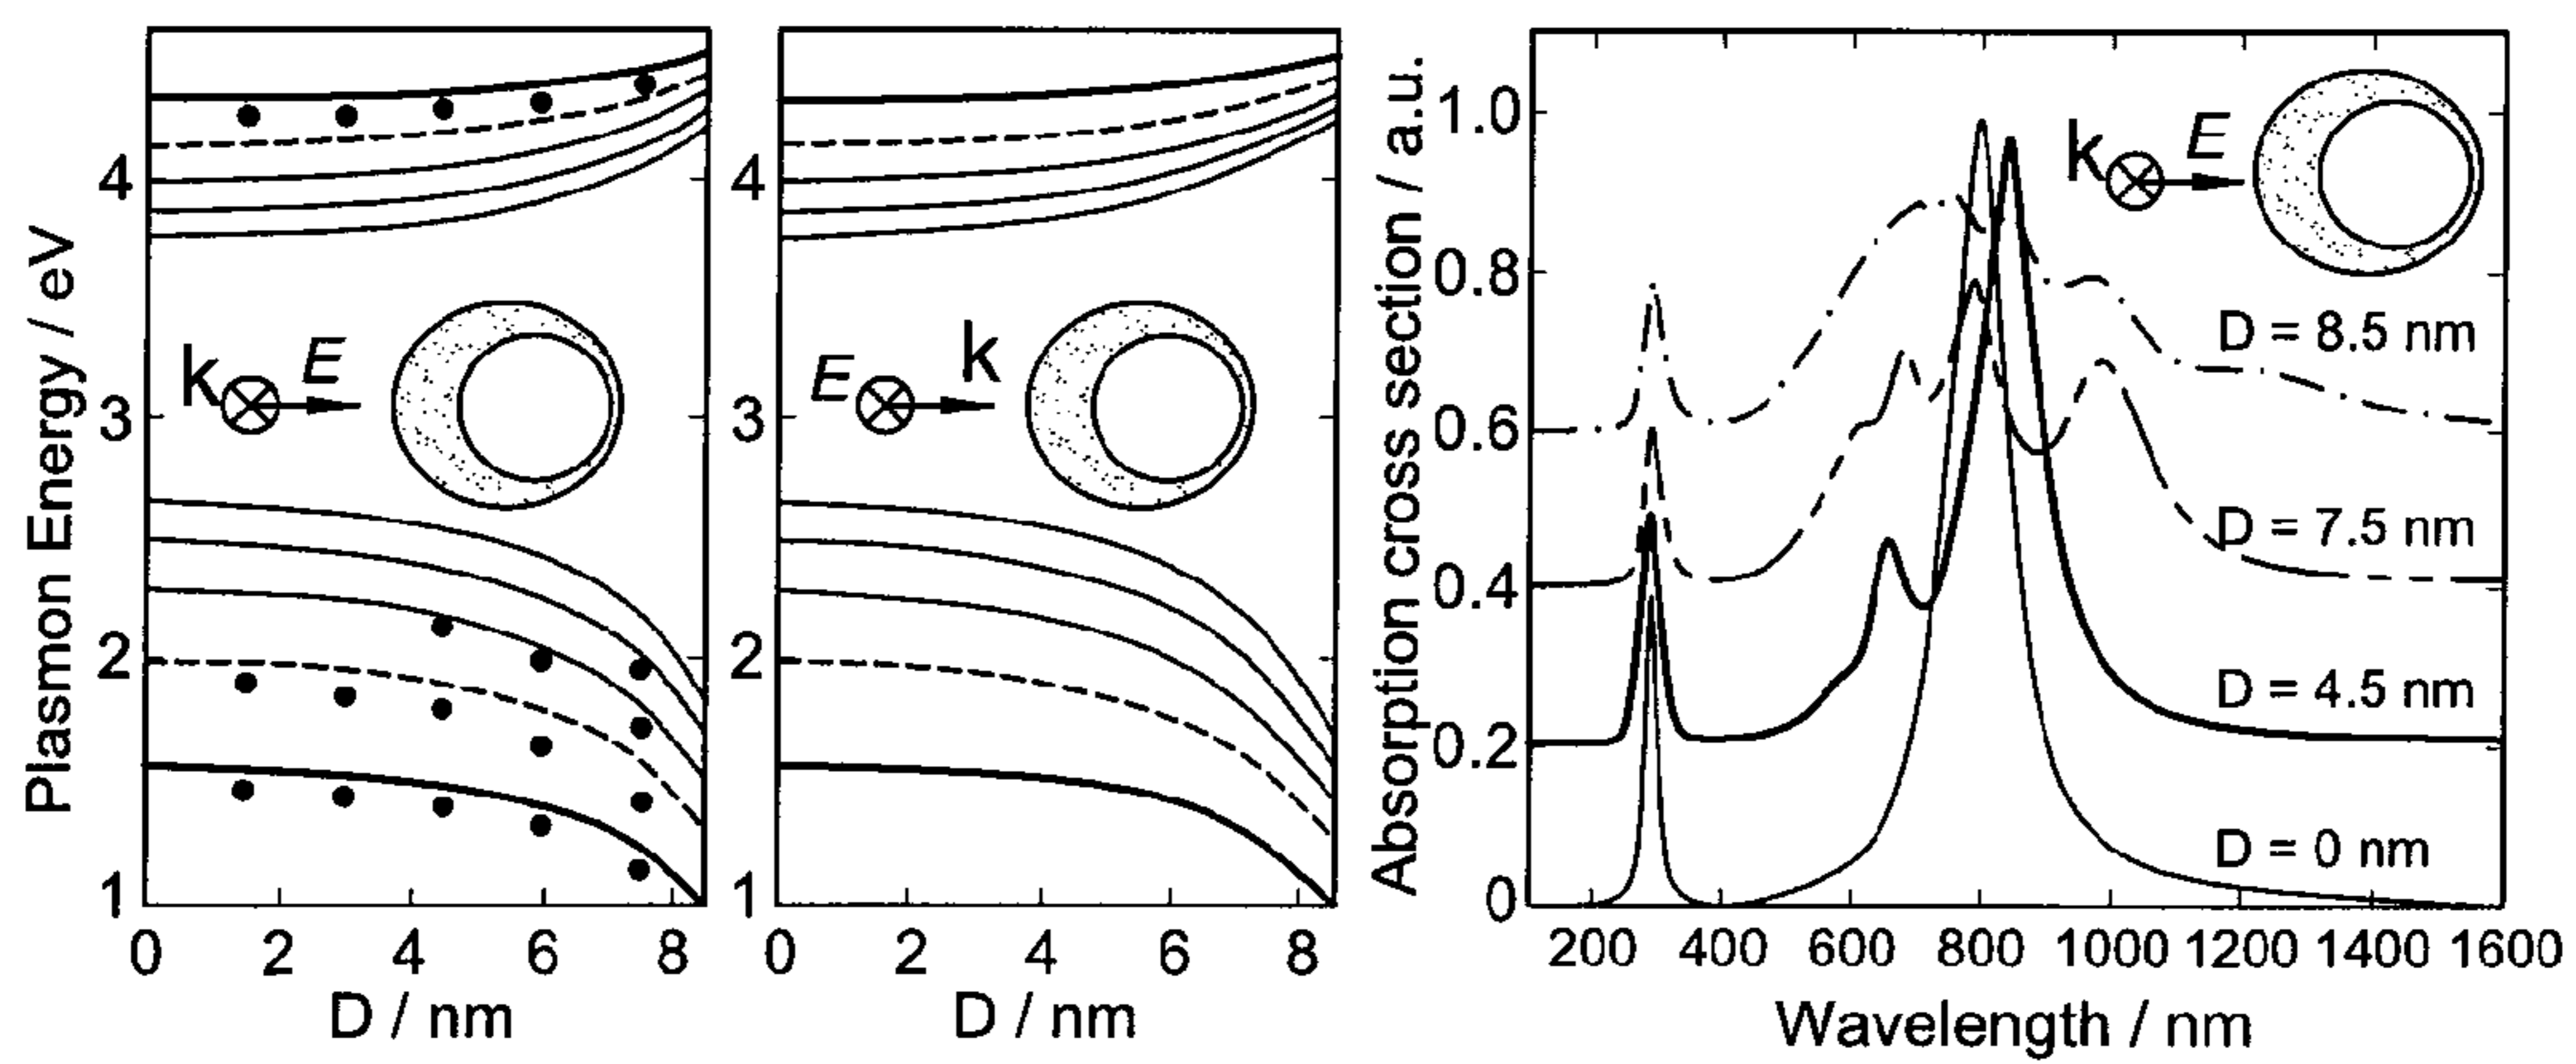 Plasmon Energy / eV
4
3
2
1
0 2 4 6 8
D / nm
k E
4
3
2
1
0 2 4 6 8
D / nm
E k
Absorption cross section / a.u.
1.0
0.8
0.6
0.4
0.2
0
200 400 600 800 1000 1200 1400 1600
Wavelength / nm
k E
D = 8.5 nm
D = 7.5 nm
D = 4.5 nm
D = 0 nm